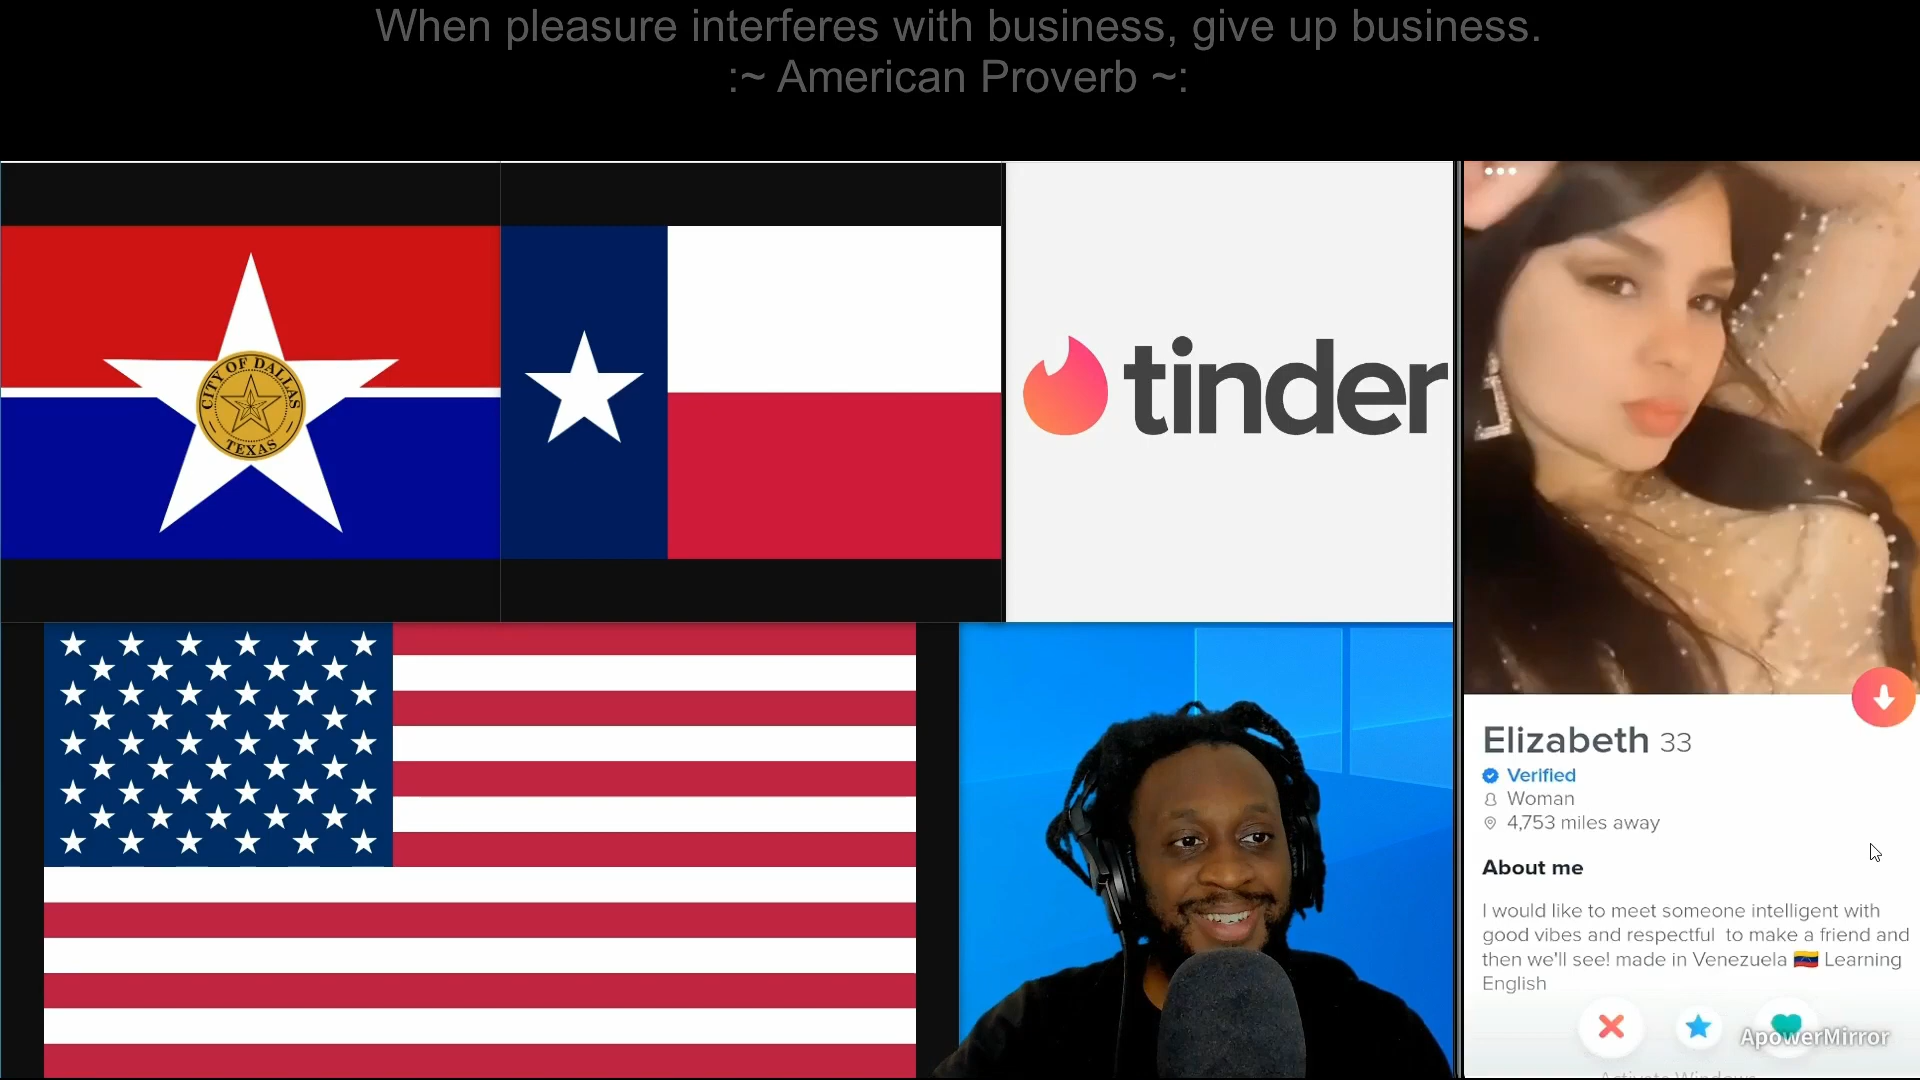 When pleasure interferes with business, give up business.
:~ American Proverb ~:
CITY OF DALLAS
TEXAS
tinder
Elizabeth 33
Verified
Woman
4,753 miles away
About me
I would like to meet someone intelligent with
good vibes and respectful to make a friend and
then we'll see! made in Venezuela 🇻🇪 Learning
English
ApowerMirror
Activate Windows